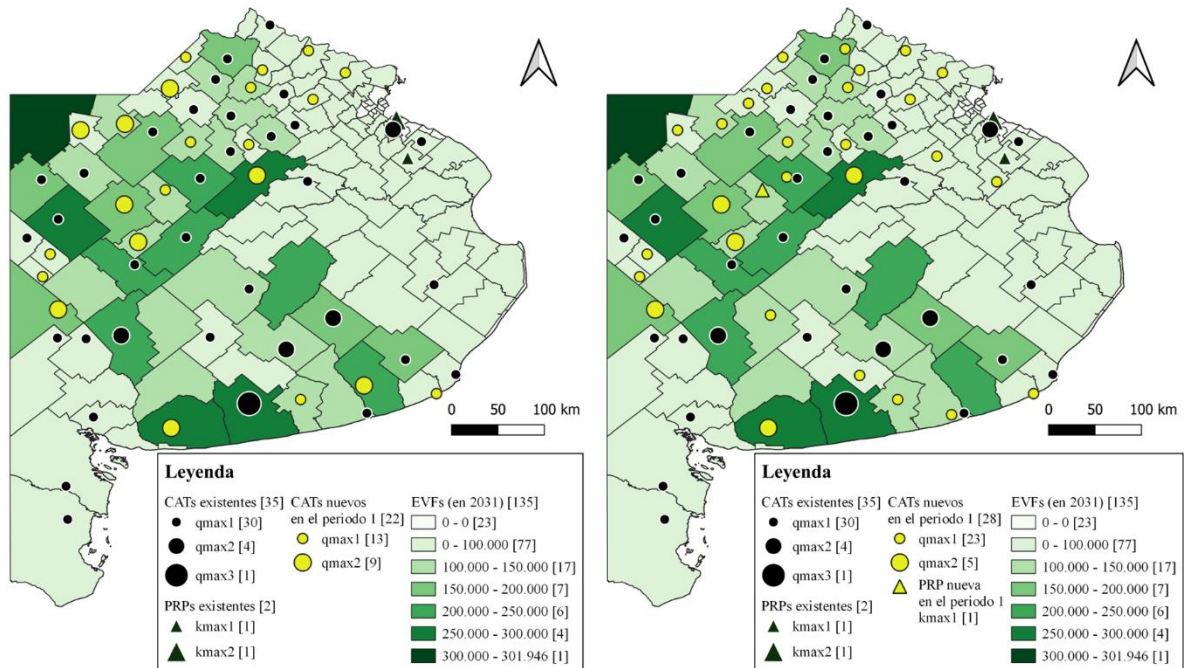 0 50 100 km
Leyenda
CATs existentes [35]
qmax1 [30]
qmax2 [4]
qmax3 [1]
PRPs existentes [2]
kmax1 [1]
kmax2 [1]
CATs nuevos
en el periodo 1 [22]
qmax1 [13]
qmax2 [9]
EVFs (en 2031) [135]
0 - 0 [23]
0 - 100.000 [77]
100.000 - 150.000 [17]
150.000 - 200.000 [7]
200.000 - 250.000 [6]
250.000 - 300.000 [4]
300.000 - 301.946 [1]
0 50 100 km
Leyenda
CATs existentes [35]
qmax1 [30]
qmax2 [4]
qmax3 [1]
PRPs existentes [2]
kmax1 [1]
kmax2 [1]
CATs nuevos
en el periodo 1 [28]
qmax1 [23]
qmax2 [5]
PRP nueva
en el periodo 1
kmax1 [1]
EVFs (en 2031) [135]
0 - 0 [23]
0 - 100.000 [77]
100.000 - 150.000 [17]
150.000 - 200.000 [7]
200.000 - 250.000 [6]
250.000 - 300.000 [4]
300.000 - 301.946 [1]